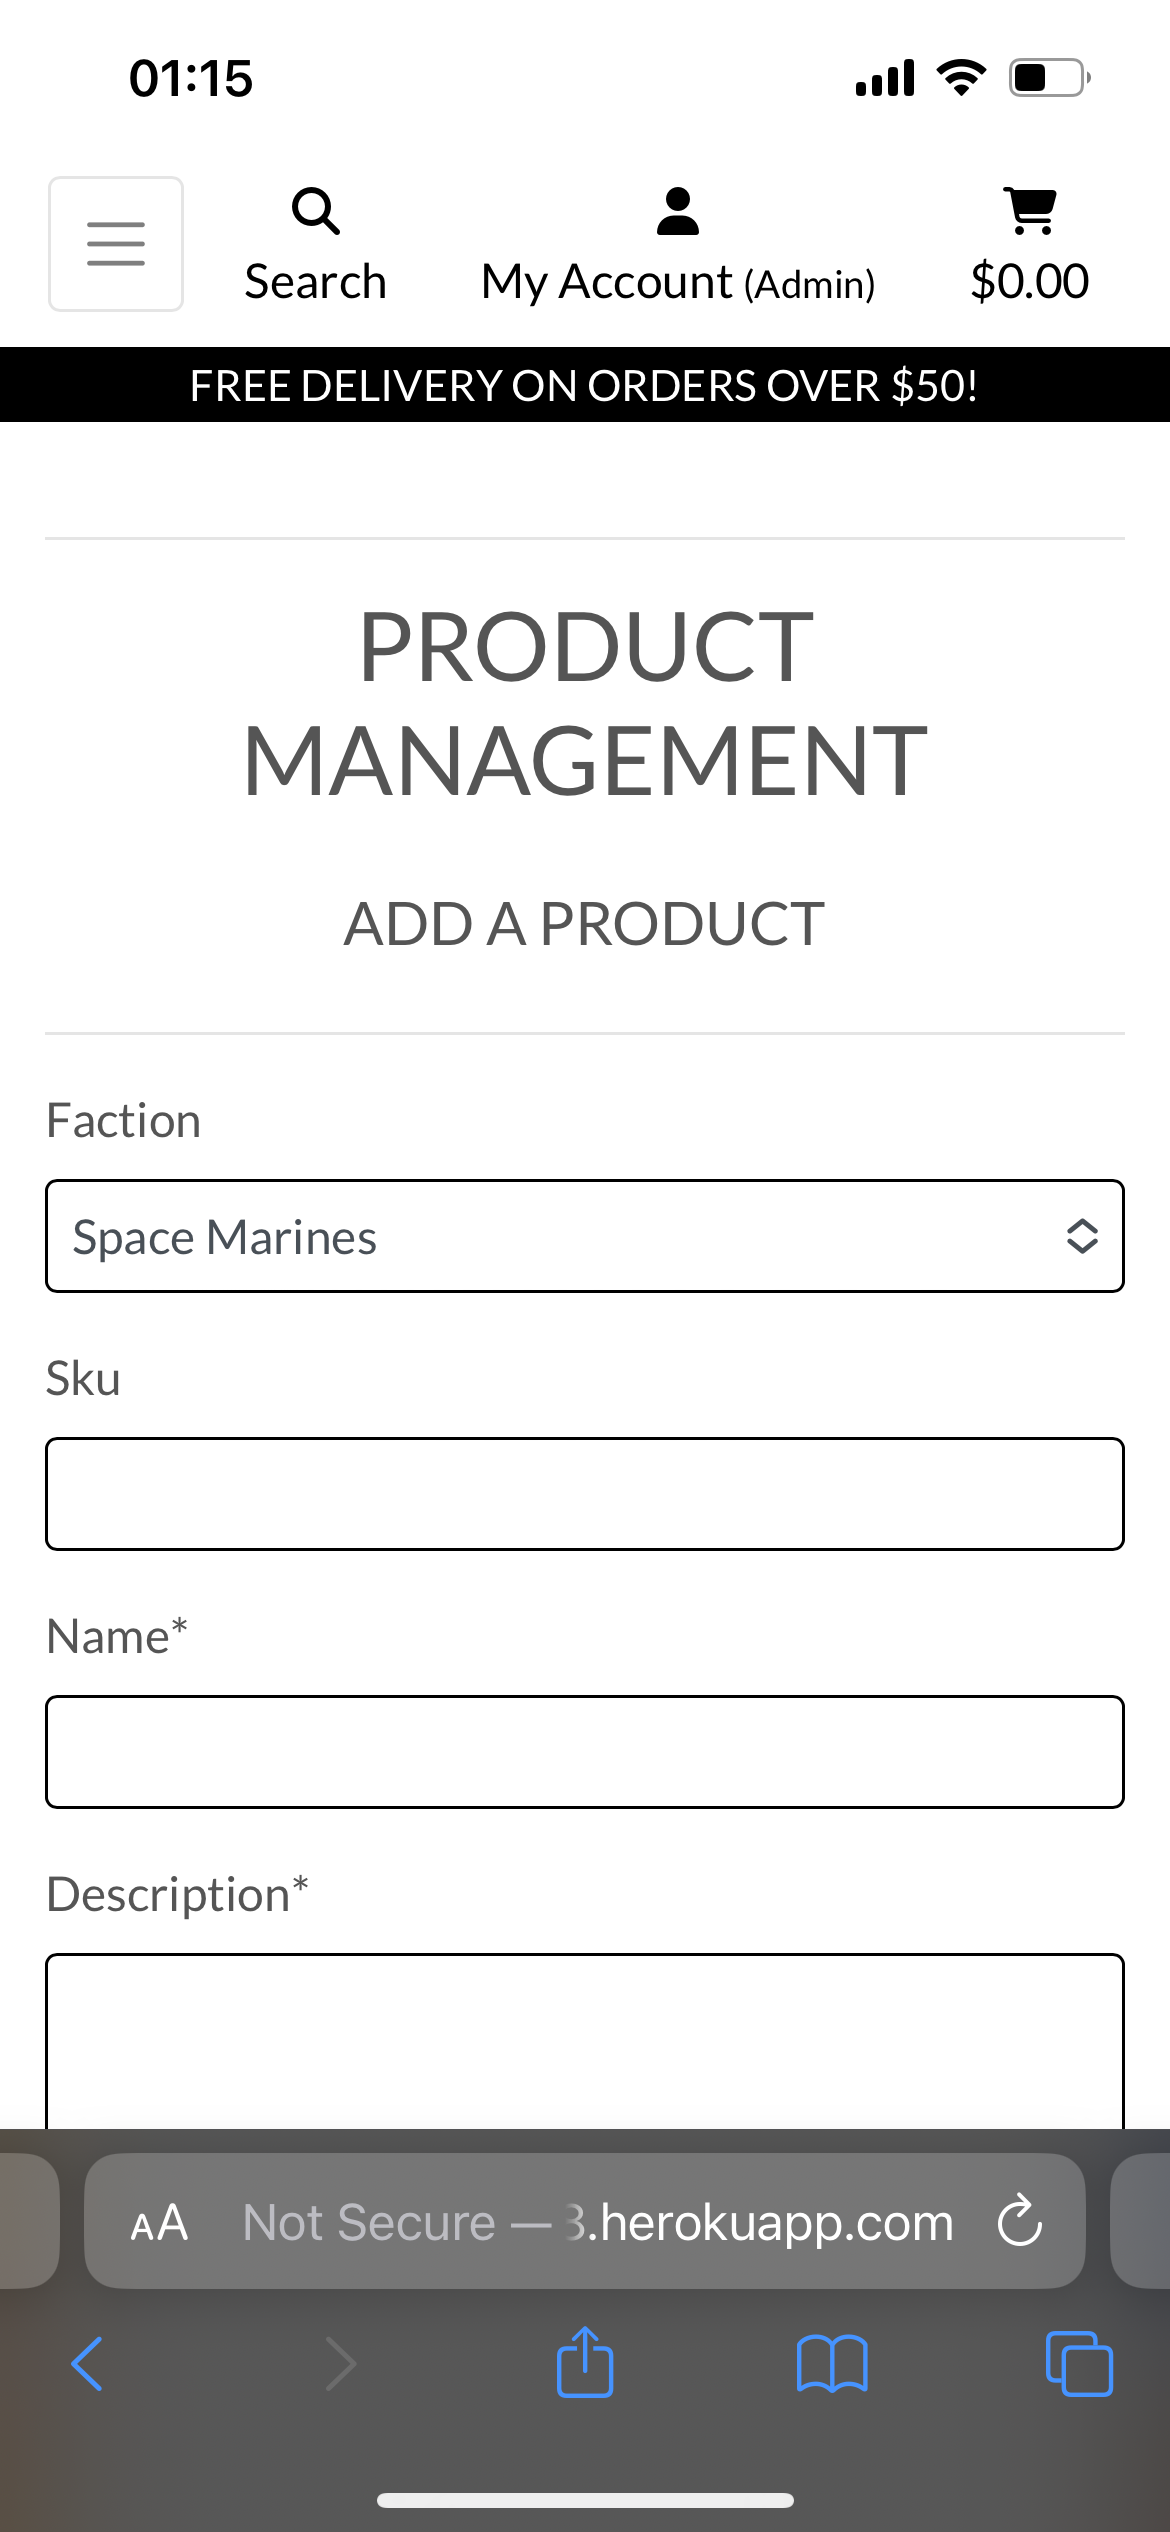 01:15
Search
My Account (Admin)
$0.00
FREE DELIVERY ON ORDERS OVER $50!
PRODUCT
MANAGEMENT
ADD A PRODUCT
Faction
Space Marines
Sku
Name*
Description*
AA Not Secure — 3.herokuapp.com